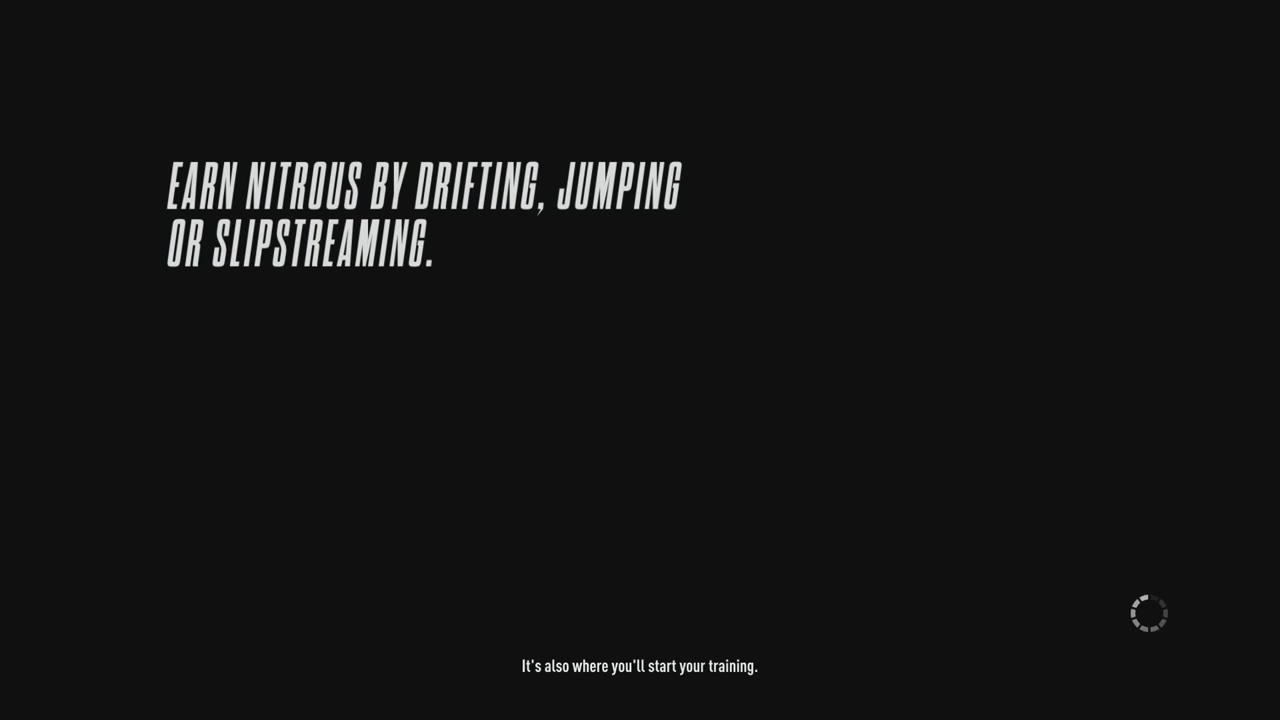 EARN NITROUS BY DRIFTING, JUMPING
OR SLIPSTREAMING.
It's also where you'll start your training.